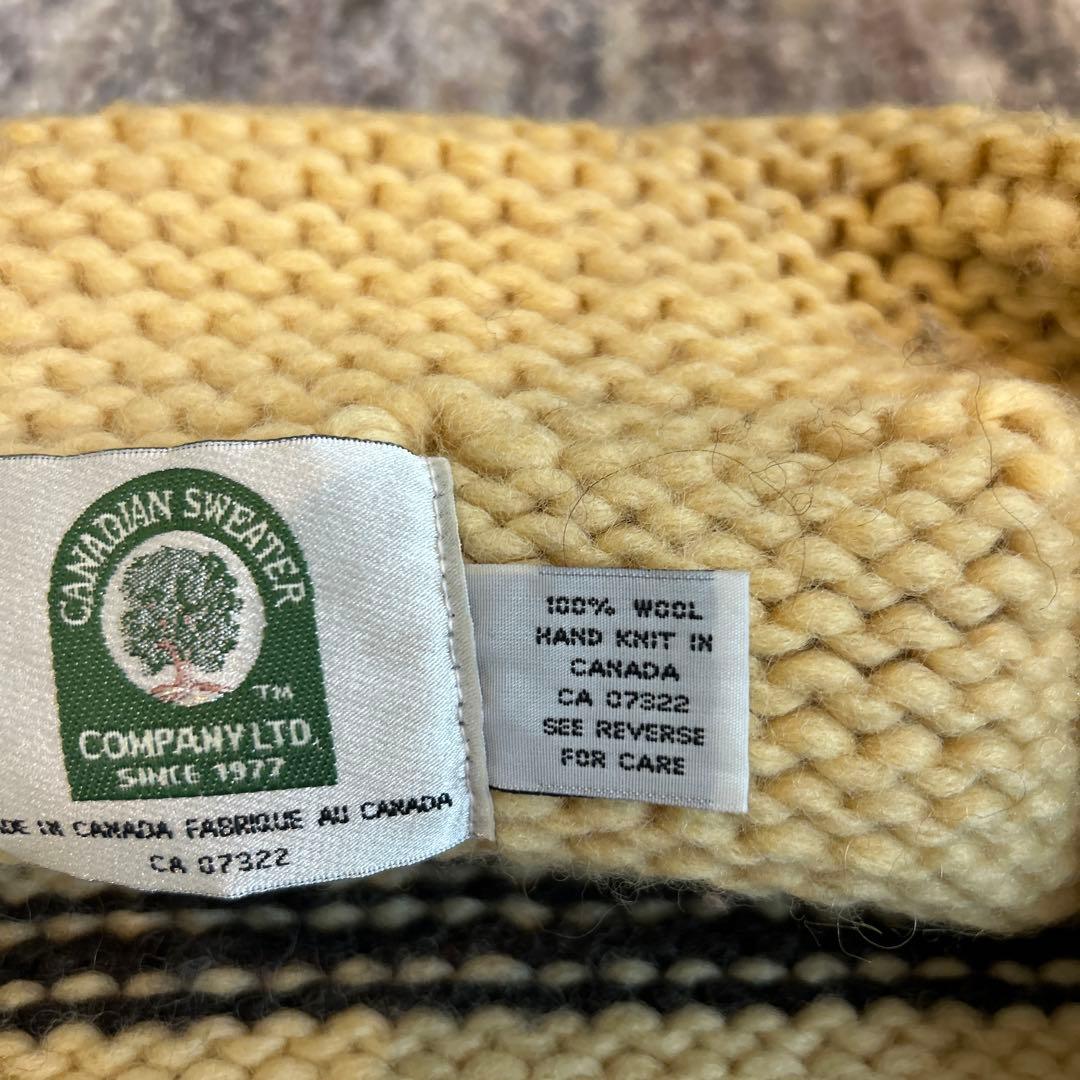 CANADIAN SWEATER
TM
COMPANY LTD.
SINCE 1977
DE IN CANADA FABRIQUE AU CANADA
CA 07322
100% WOOL
HAND KNIT IN
CANADA
CA 07322
SEE REVERSE
FOR CARE